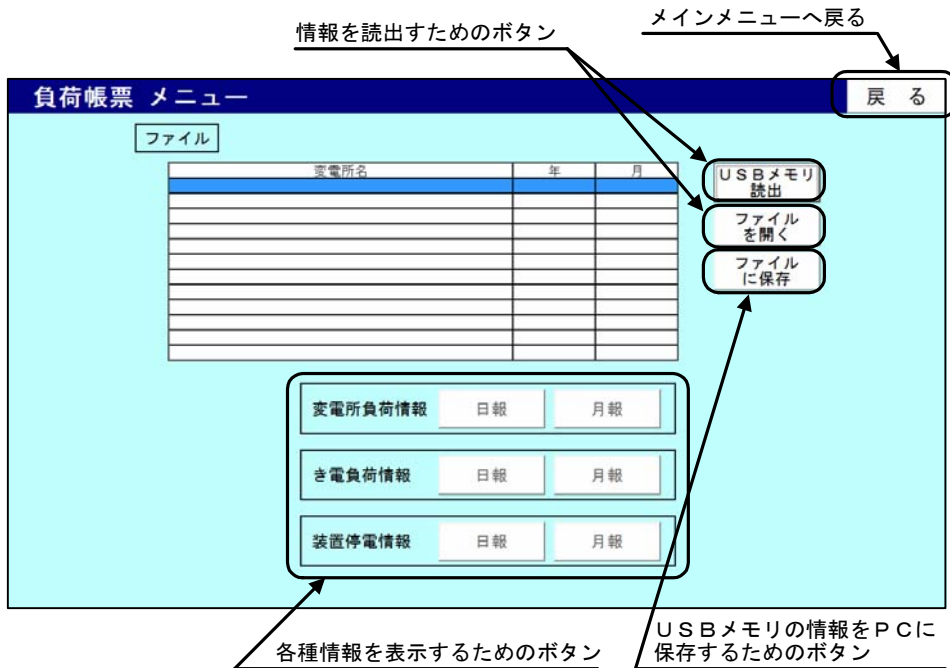 メインメニューへ戻る
情報を読出すためのボタン
負荷帳票 メニュー
戻 る
ファイル
変電所名 年 月
USBメモリ
読出
ファイル
を開く
ファイル
に保存
変電所負荷情報 日報 月報
き電負荷情報 日報 月報
装置停電情報 日報 月報
各種情報を表示するためのボタン
USBメモリの情報をPCに
保存するためのボタン